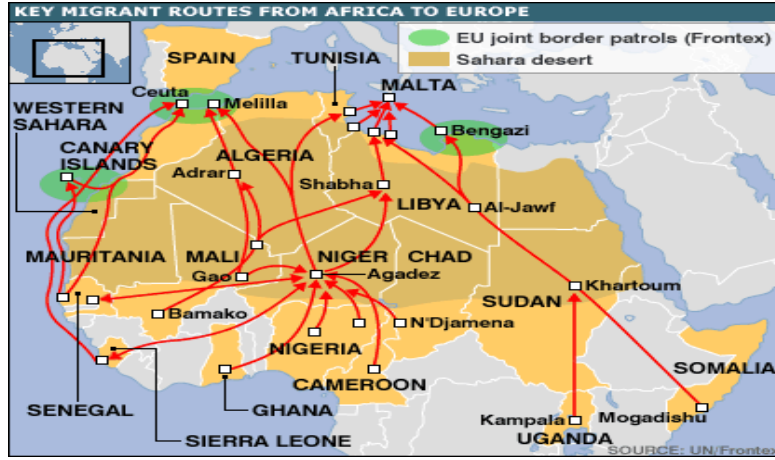 KEY MIGRANT ROUTES FROM AFRICA TO EUROPE
EU joint border patrols (Frontex)
Sahara desert
SPAIN
TUNISIA
MALTA
Ceuta
Melilla
WESTERN
SAHARA
Bengazi
CANARY
ISLANDS
ALGERIA
Adrar
Shabha
LIBYA
Al-Jawf
MAURITANIA
MALI
NIGER
CHAD
Gao
Agadez
Khartoum
SUDAN
Bamako
N'Djamena
NIGERIA
SOMALIA
CAMEROON
SENEGAL
GHANA
Kampala
Mogadishu
SIERRA LEONE
UGANDA
SOURCE: UN/Frontex